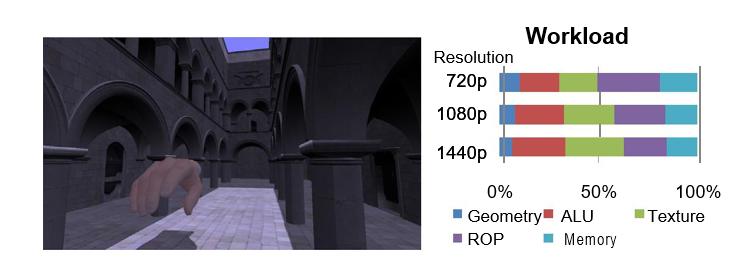 Workload
Resolution
720p
1080p
1440p
0% 50% 100%
Geometry ALU Texture
ROP Memory